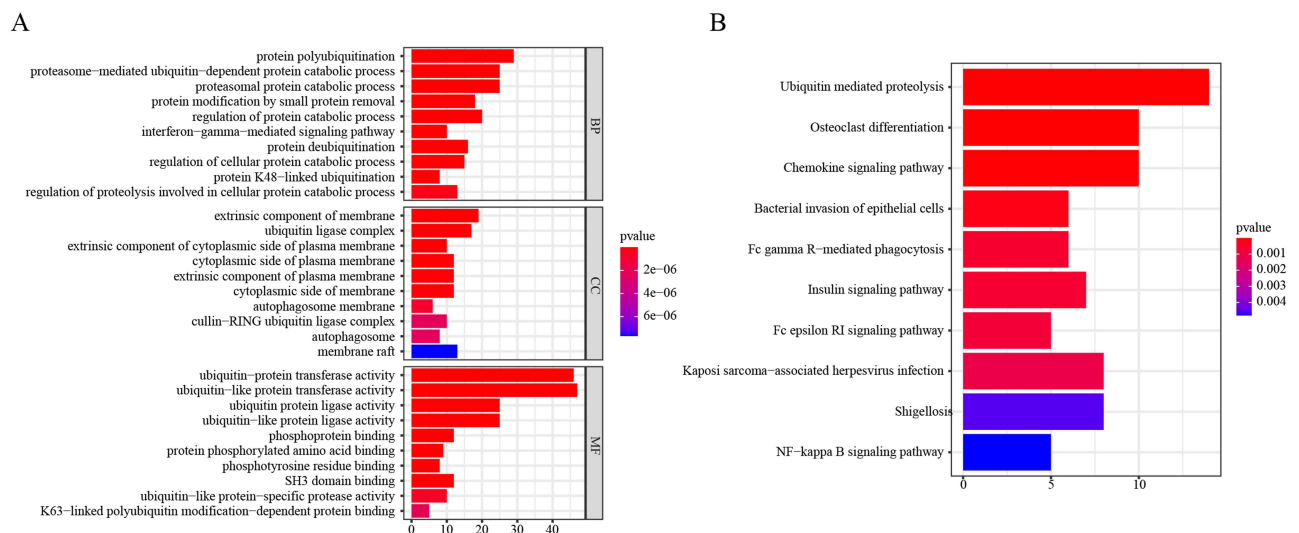 A
protein polyubiquitination
proteasome−mediated ubiquitin−dependent protein catabolic process
proteasomal protein catabolic process
protein modification by small protein removal
regulation of protein catabolic process
interferon−gamma−mediated signaling pathway
protein deubiquitination
regulation of cellular protein catabolic process
protein K48−linked ubiquitination
regulation of proteolysis involved in cellular protein catabolic process
BP
extrinsic component of membrane
ubiquitin ligase complex
extrinsic component of cytoplasmic side of plasma membrane
cytoplasmic side of plasma membrane
extrinsic component of plasma membrane
cytoplasmic side of membrane
autophagosome membrane
cullin−RING ubiquitin ligase complex
autophagosome
membrane raft
CC
ubiquitin−protein transferase activity
ubiquitin−like protein transferase activity
ubiquitin protein ligase activity
ubiquitin−like protein ligase activity
phosphoprotein binding
protein phosphorylated amino acid binding
phosphotyrosine residue binding
SH3 domain binding
ubiquitin−like protein−specific protease activity
K63−linked polyubiquitin modification−dependent protein binding
MF
0 10 20 30 40
pvalue
2e−06
4e−06
6e−06
B
Ubiquitin mediated proteolysis
Osteoclast differentiation
Chemokine signaling pathway
Bacterial invasion of epithelial cells
Fc gamma R−mediated phagocytosis
Insulin signaling pathway
Fc epsilon RI signaling pathway
Kaposi sarcoma−associated herpesvirus infection
Shigellosis
NF−kappa B signaling pathway
0 5 10
pvalue
0.001
0.002
0.003
0.004